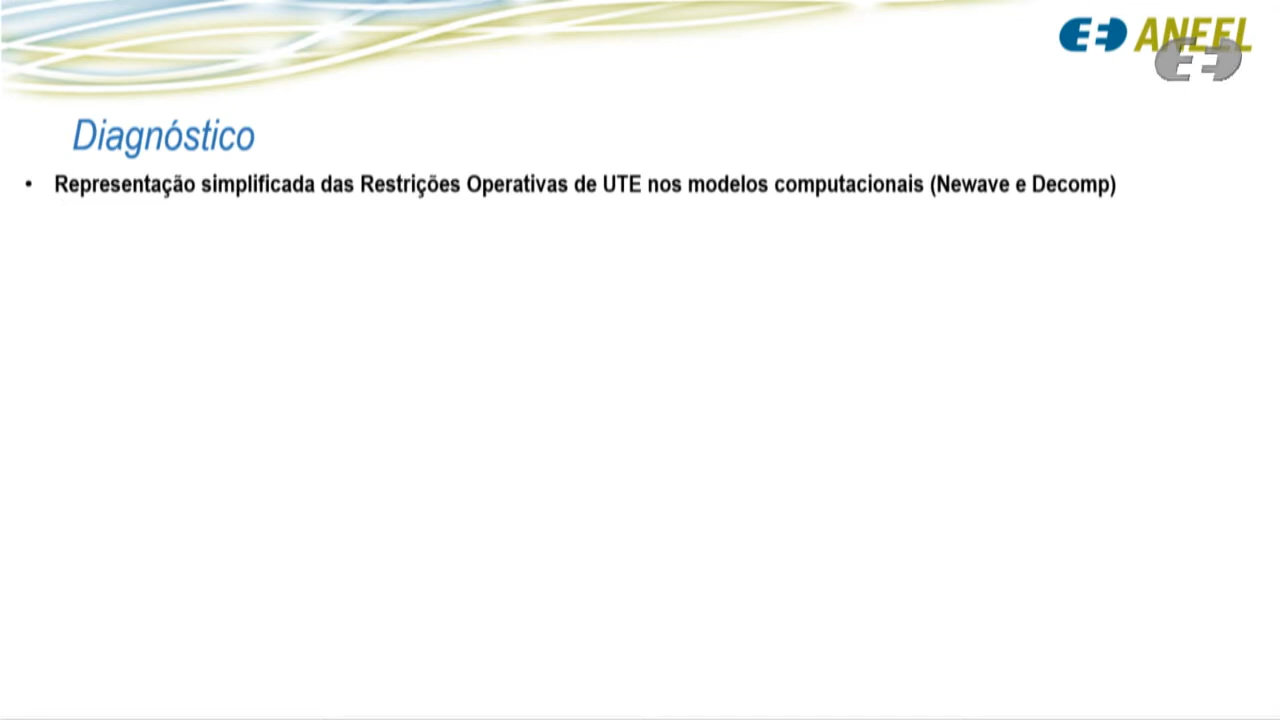 ANEEL
Diagnóstico
• Representação simplificada das Restrições Operativas de UTE nos modelos computacionais (Newave e Decomp)